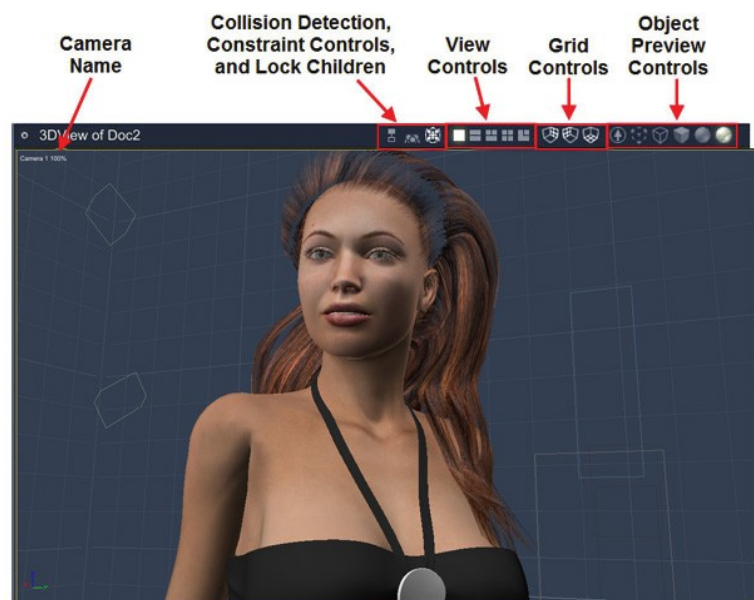 Camera
Name
Collision Detection,
Constraint Controls,
and Lock Children
View
Controls
Grid
Controls
Object
Preview
Controls
3DView of Doc2
Camera 1 100%